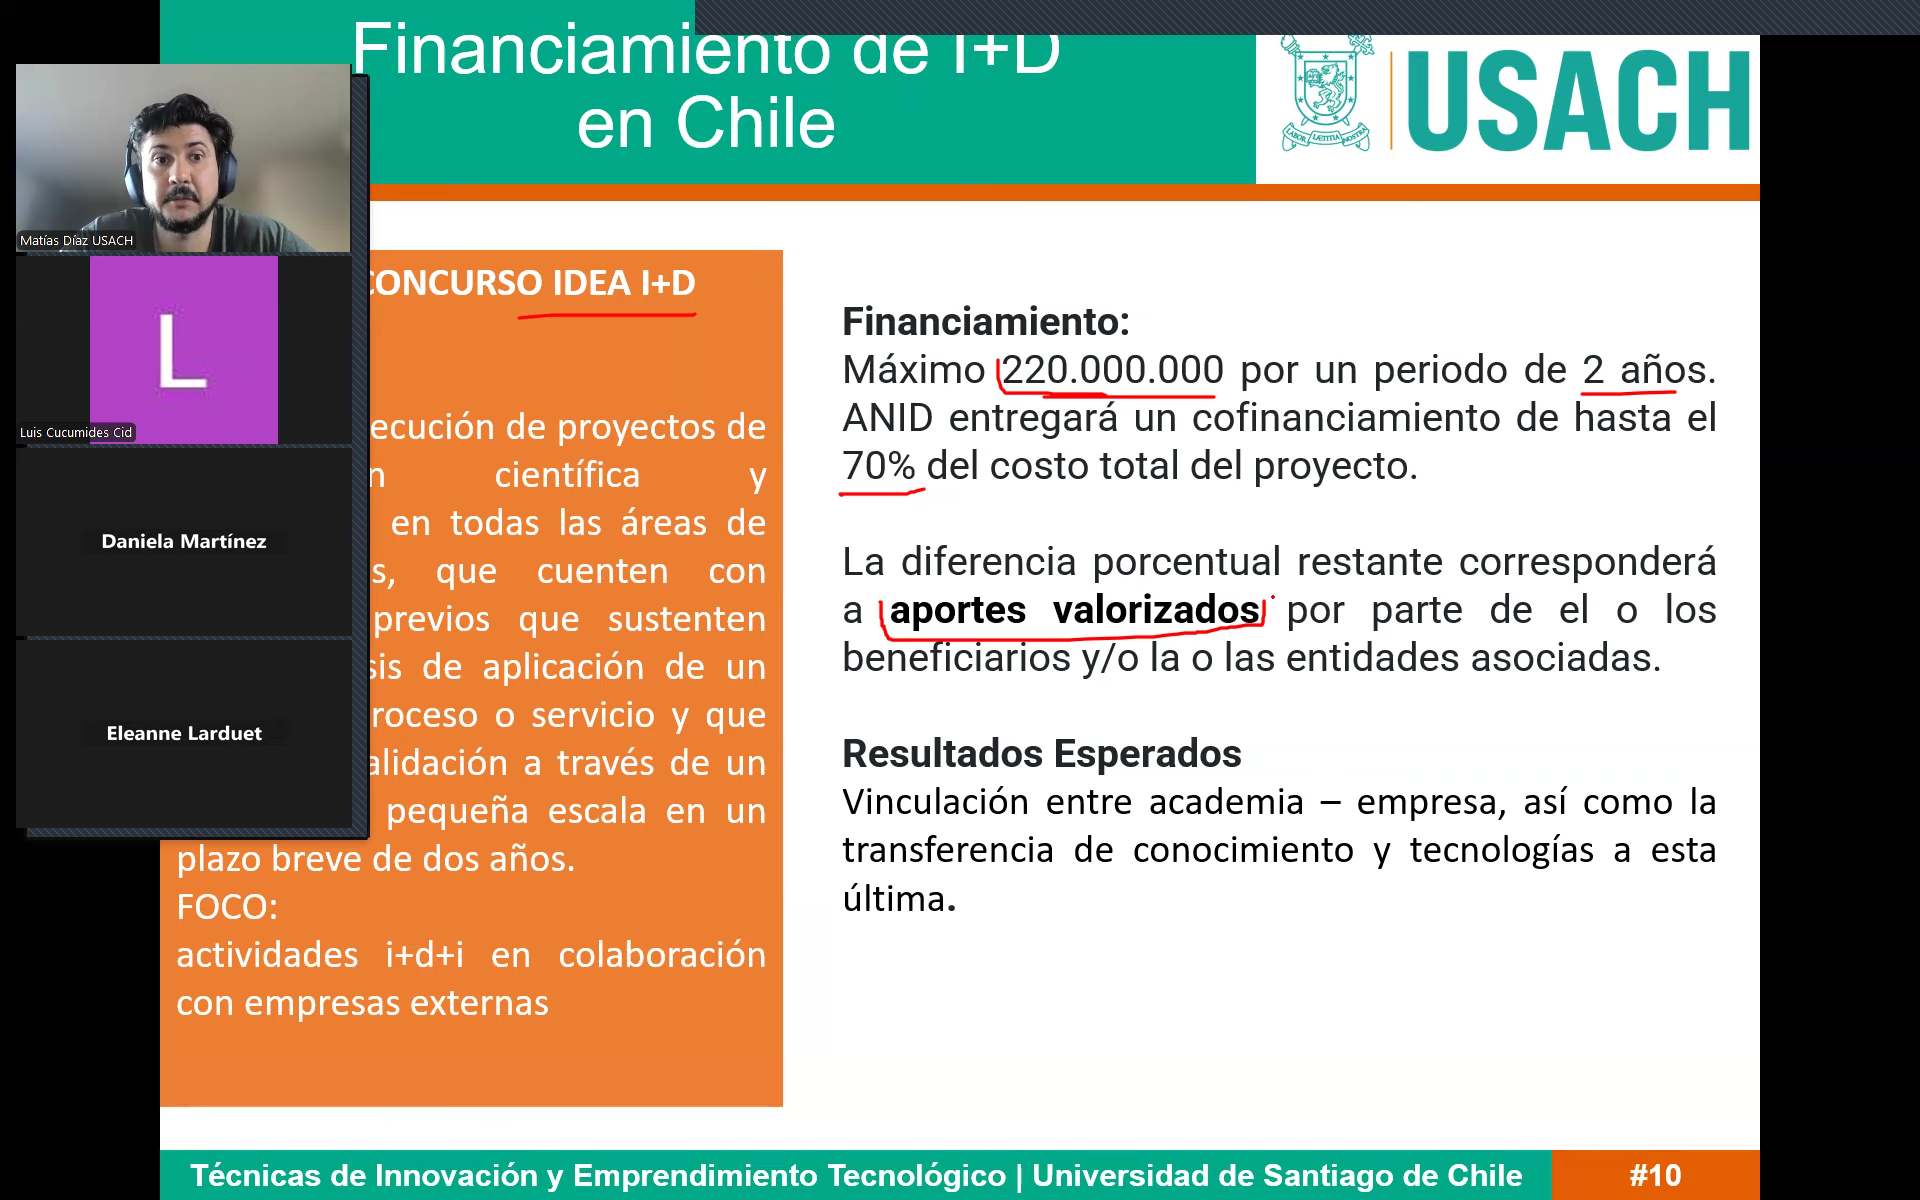 Financiamiento de I+D
en Chile
LABOR LÆTITIA NOSTRA
USACH
Matías Díaz USACH
L
Luis Cucumides Cid
Daniela Martínez
Eleanne Larduet
CONCURSO IDEA I+D
de proyectos de
científica y
en todas las áreas de
que cuenten con
previos que sustenten
de aplicación de un
o servicio y que
a través de un
pequeña escala en un
plazo breve de dos años.
FOCO:
actividades i+d+i en colaboración
con empresas externas
Financiamiento:
Máximo 220.000.000 por un periodo de 2 años.
ANID entregará un cofinanciamiento de hasta el
70% del costo total del proyecto.
La diferencia porcentual restante corresponderá
a aportes valorizados por parte de el o los
beneficiarios y/o la o las entidades asociadas.
Resultados Esperados
Vinculación entre academia – empresa, así como la
transferencia de conocimiento y tecnologías a esta
última.
Técnicas de Innovación y Emprendimiento Tecnológico | Universidad de Santiago de Chile
#10